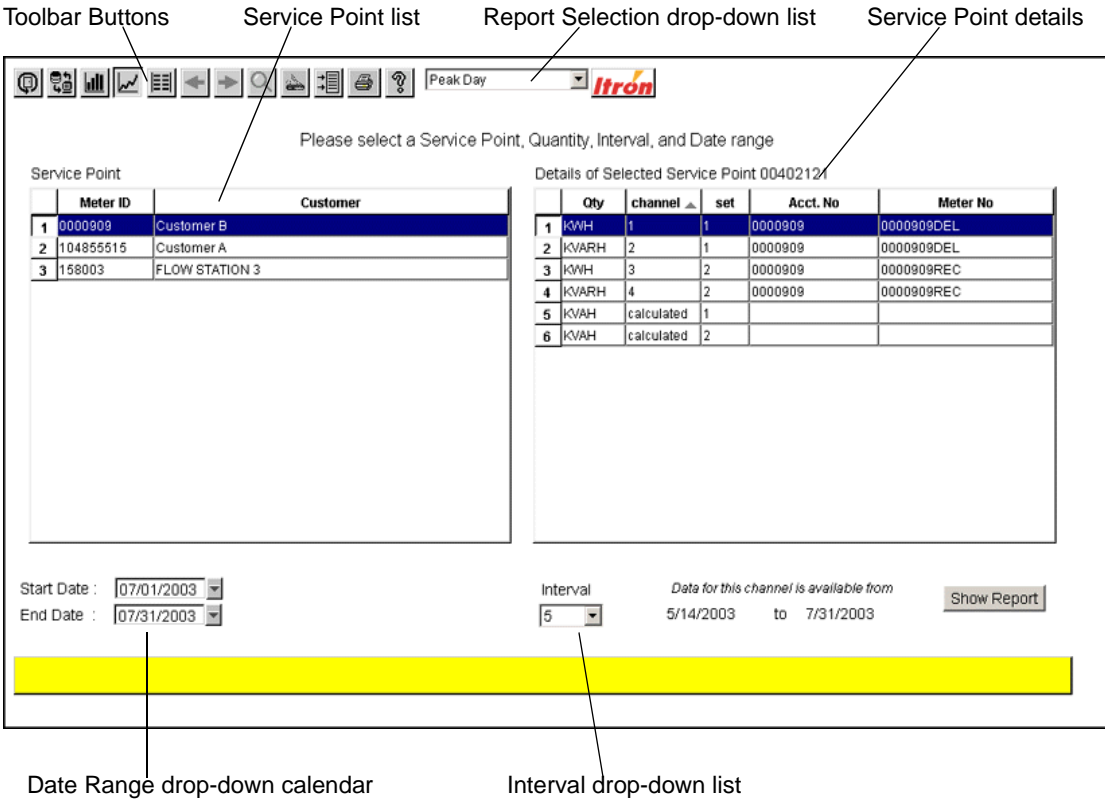 Toolbar Buttons Service Point list Report Selection drop-down list Service Point details
Peak Day Itron
Please select a Service Point, Quantity, Interval, and Date range
Service Point Details of Selected Service Point 00402121
Meter ID Customer Qty channel set Acct. No Meter No
1 0000909 Customer B 1 KWH 1 1 0000909 0000909DEL
2 104855515 Customer A 2 KVARH 2 1 0000909 0000909DEL
3 158003 FLOW STATION 3 3 KWH 3 2 0000909 0000909REC
4 KVARH 4 2 0000909 0000909REC
5 KVAH calculated 1
6 KVAH calculated 2
Start Date : 07/01/2003 Interval Data for this channel is available from Show Report
End Date : 07/31/2003 5 5/14/2003 to 7/31/2003
Date Range drop-down calendar Interval drop-down list